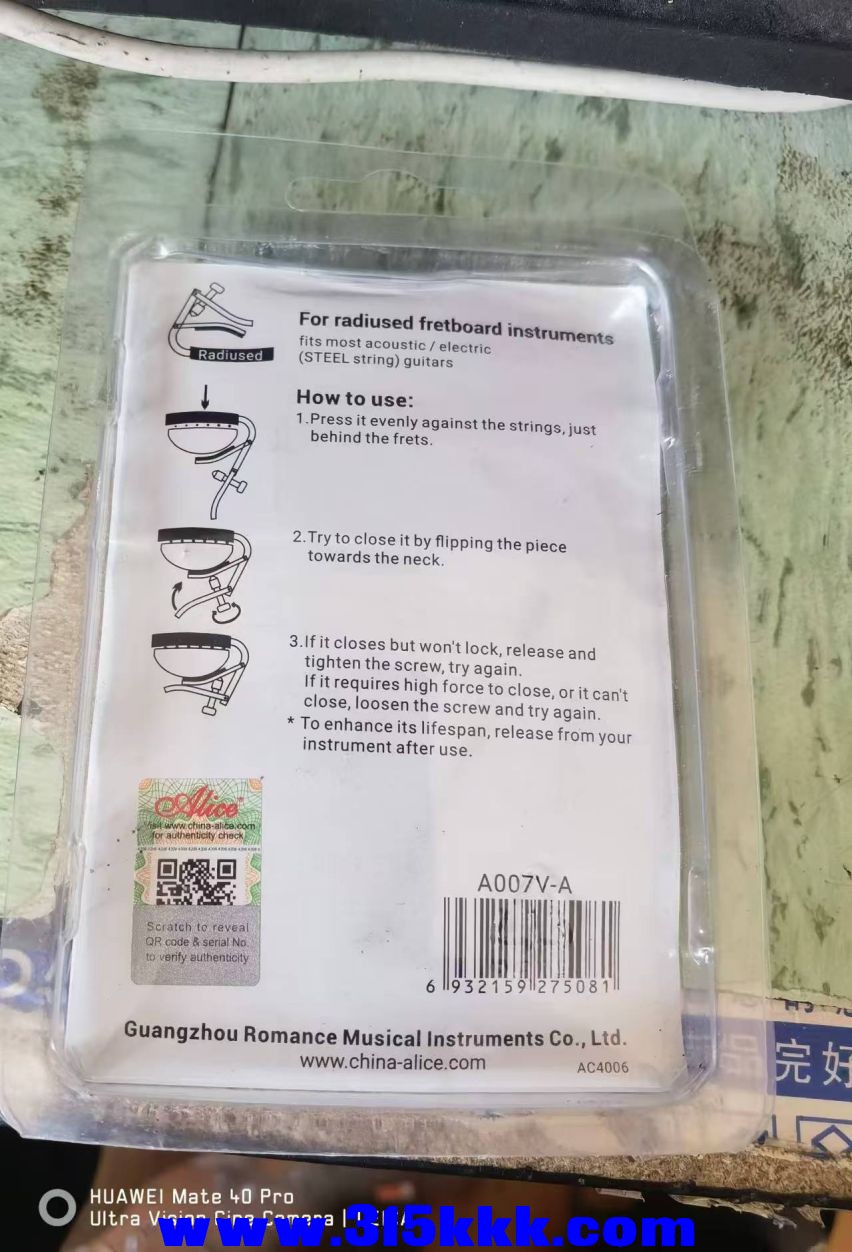 Radiused
For radiused fretboard instruments
fits most acoustic / electric
(STEEL string) guitars
How to use:
1.Press it evenly against the strings, just
behind the frets.
2.Try to close it by flipping the piece
towards the neck.
3.If it closes but won't lock, release and
tighten the screw, try again.
If it requires high force to close, or it can't
close, loosen the screw and try again.
* To enhance its lifespan, release from your
instrument after use.
Alice®
Visit www.china-alice.com
for authenticity check
Scratch to reveal
QR code & serial No.
to verify authenticity
A007V-A
6 932159 275081
Guangzhou Romance Musical Instruments Co., Ltd.
www.china-alice.com
AC4006
品完好
HUAWEI Mate 40 Pro
Ultra Vision Cine Camera | LEICA
www.315kkk.com